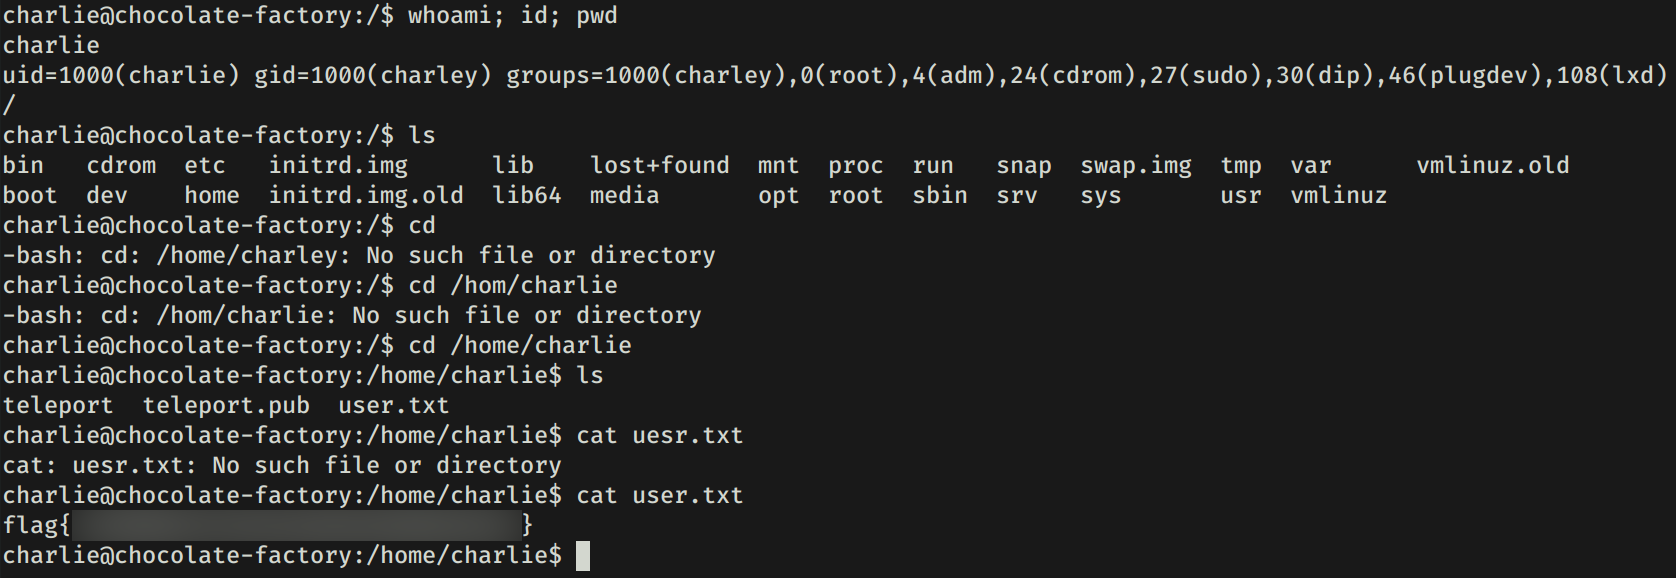 charlie@chocolate-factory:/$ whoami; id; pwd
charlie
uid=1000(charlie) gid=1000(charley) groups=1000(charley),0(root),4(adm),24(cdrom),27(sudo),30(dip),46(plugdev),108(lxd)
/
charlie@chocolate-factory:/$ ls
bin   cdrom  etc   initrd.img      lib    lost+found  mnt  proc  run   snap  swap.img  tmp  var      vmlinuz.old
boot  dev    home  initrd.img.old  lib64  media       opt  root  sbin  srv   sys       usr  vmlinuz
charlie@chocolate-factory:/$ cd
-bash: cd: /home/charley: No such file or directory
charlie@chocolate-factory:/$ cd /hom/charlie
-bash: cd: /hom/charlie: No such file or directory
charlie@chocolate-factory:/$ cd /home/charlie
charlie@chocolate-factory:/home/charlie$ ls
teleport  teleport.pub  user.txt
charlie@chocolate-factory:/home/charlie$ cat uesr.txt
cat: uesr.txt: No such file or directory
charlie@chocolate-factory:/home/charlie$ cat user.txt
flag{ }
charlie@chocolate-factory:/home/charlie$